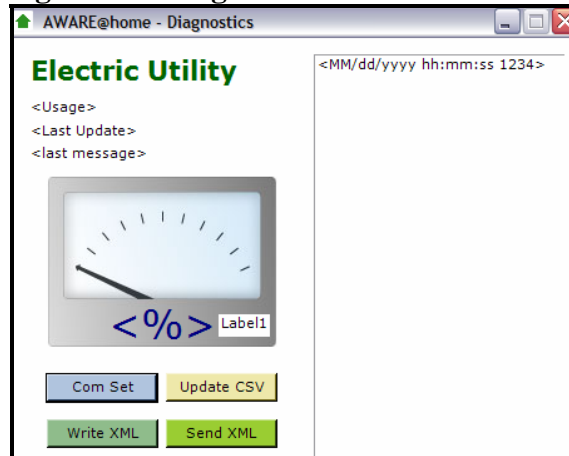 AWARE@home - Diagnostics
Electric Utility
<Usage>
<Last Update>
<last message>
<%>
Label1
Com Set
Update CSV
Write XML
Send XML
<MM/dd/yyyy hh:mm:ss 1234>